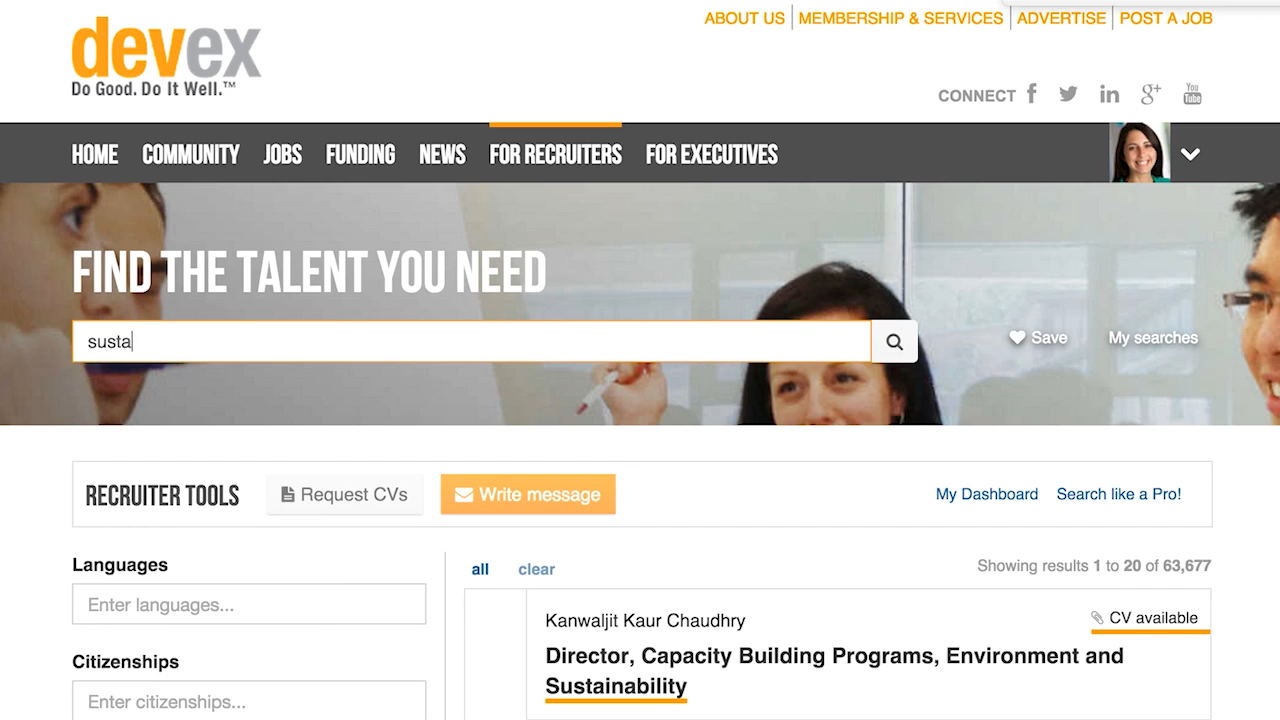 ABOUT US MEMBERSHIP & SERVICES ADVERTISE POST A JOB
devex
Do Good. Do It Well.™
CONNECT f in g+ You Tube
HOME COMMUNITY JOBS FUNDING NEWS FOR RECRUITERS FOR EXECUTIVES
FIND THE TALENT YOU NEED
susta
Save My searches
RECRUITER TOOLS Request CVs Write message My Dashboard Search like a Pro!
Languages
Enter languages...
Citizenships
Enter citizenships...
all clear Showing results 1 to 20 of 63,677
Kanwaljit Kaur Chaudhry CV available
Director, Capacity Building Programs, Environment and
Sustainability